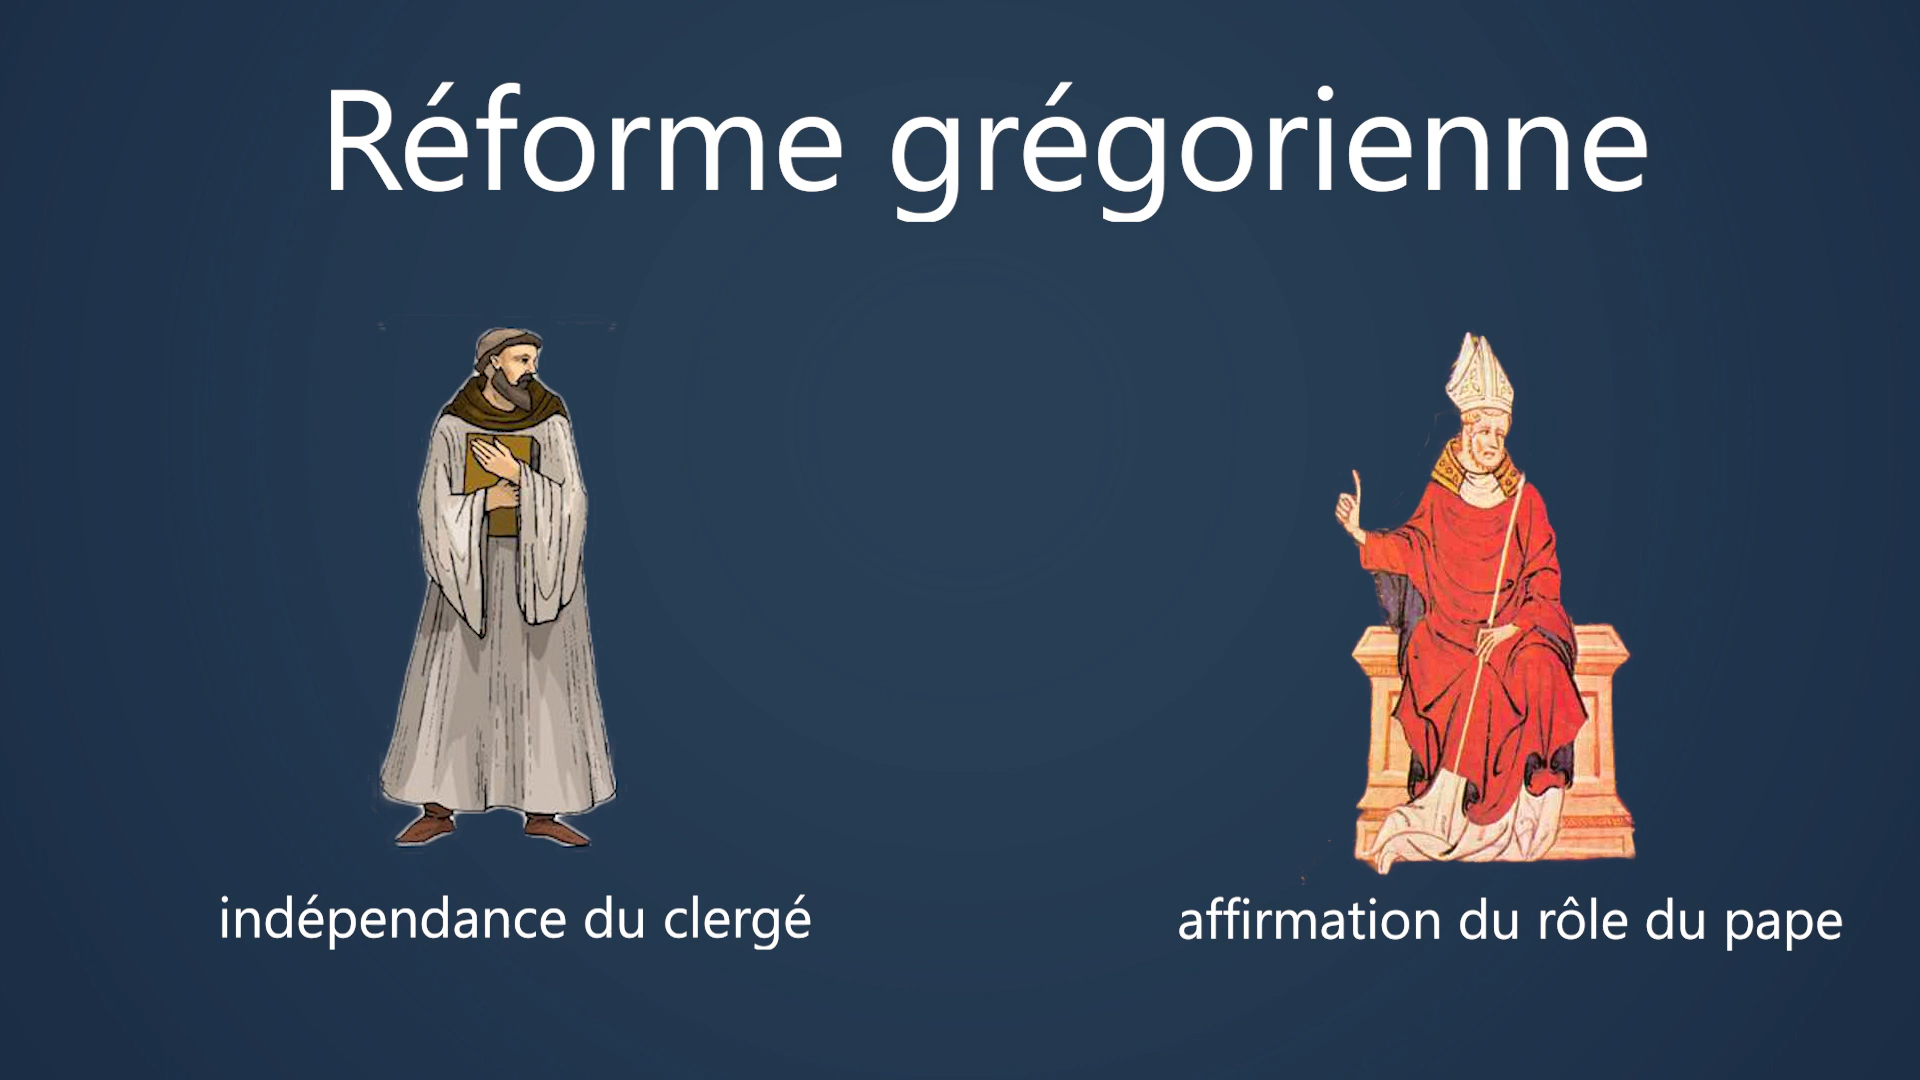 Réforme grégorienne
indépendance du clergé
affirmation du rôle du pape